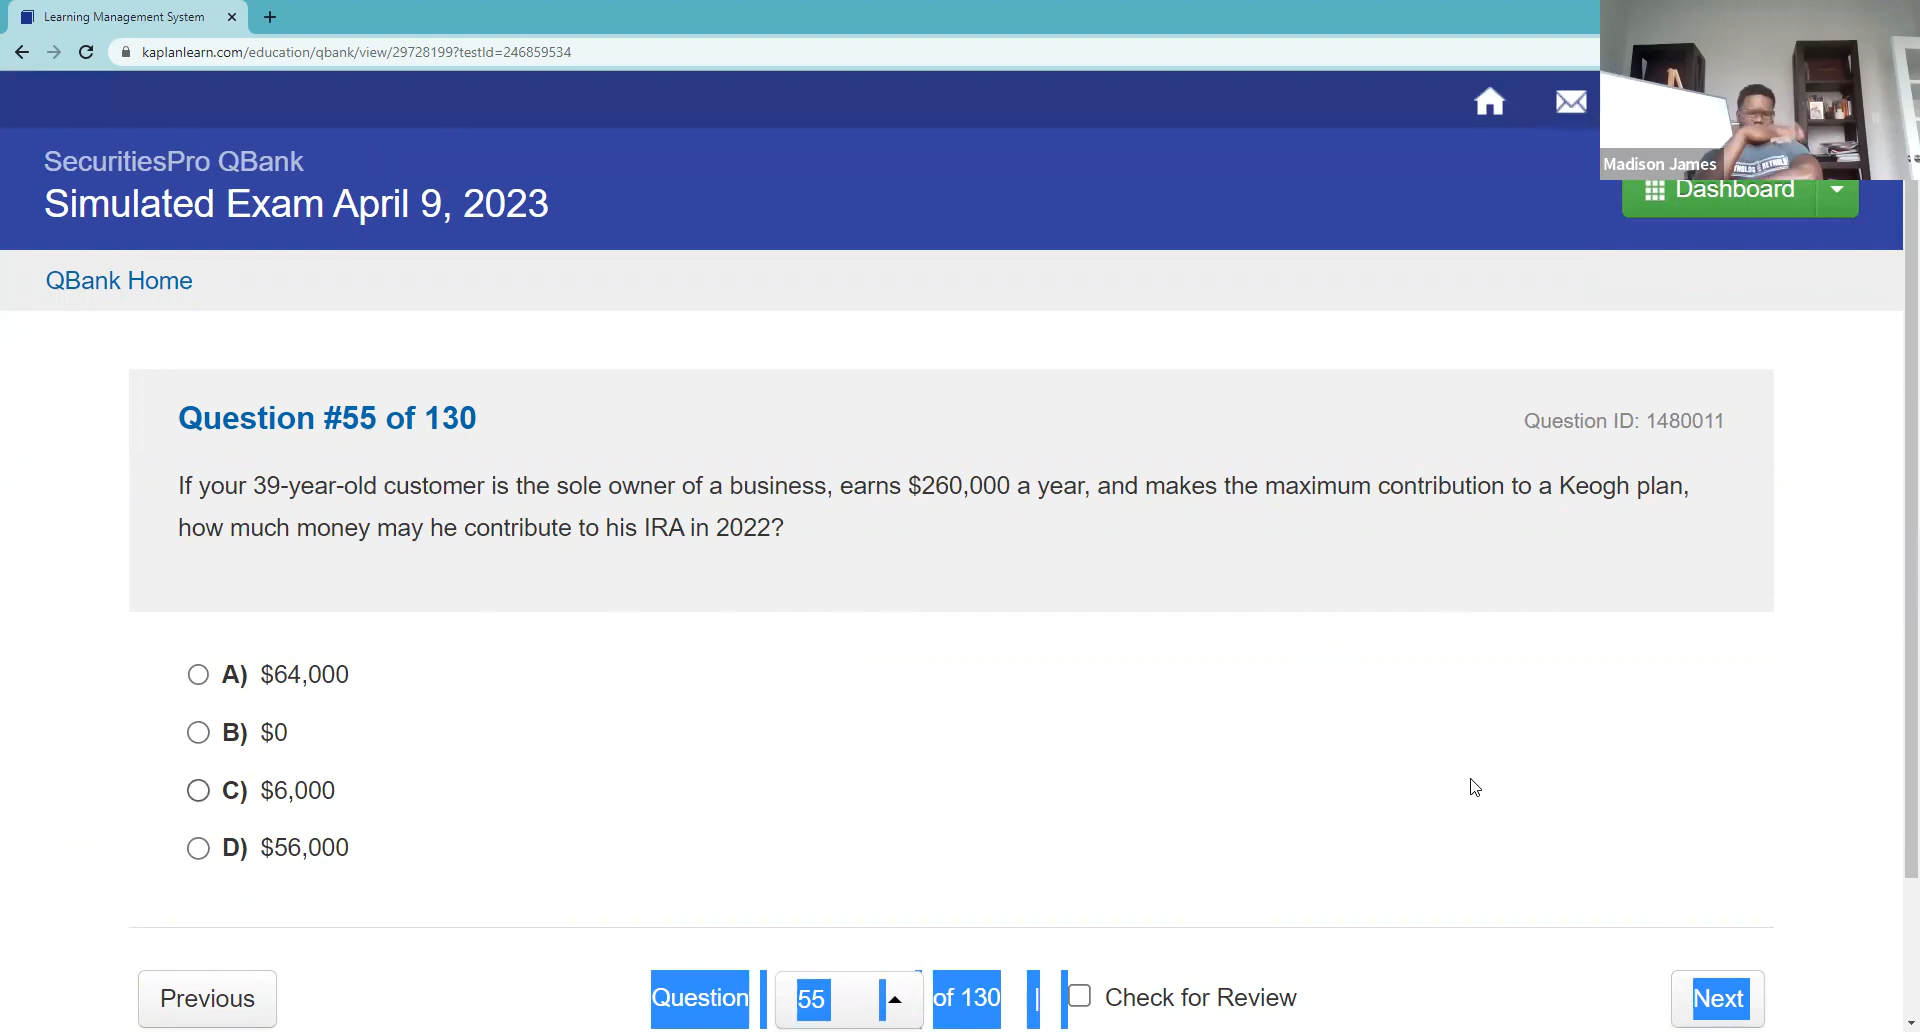 Learning Management System
kaplanlearn.com/education/qbank/view/29728199?testId=246859534
Madison James
SecuritiesPro QBank
Simulated Exam April 9, 2023
Dashboard
QBank Home
Question #55 of 130
Question ID: 1480011
If your 39-year-old customer is the sole owner of a business, earns $260,000 a year, and makes the maximum contribution to a Keogh plan,
how much money may he contribute to his IRA in 2022?
A) $64,000
B) $0
C) $6,000
D) $56,000
Previous
Question 55 of 130 |
Check for Review
Next